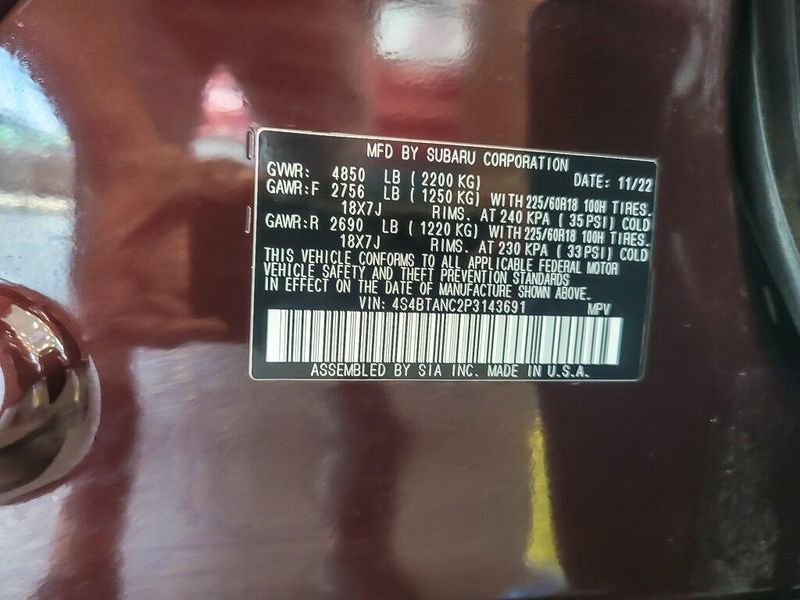 MFD BY SUBARU CORPORATION
GVWR: 4850 LB ( 2200 KG) DATE: 11/22
GAWR:F 2756 LB ( 1250 KG) WITH 225/60R18 100H TIRES.
18X7J RIMS. AT 240 KPA ( 35 PSI) COLD
GAWR:R 2690 LB ( 1220 KG) WITH 225/60R18 100H TIRES.
18X7J RIMS. AT 230 KPA ( 33 PSI) COLD
THIS VEHICLE CONFORMS TO ALL APPLICABLE FEDERAL MOTOR
VEHICLE SAFETY AND THEFT PREVENTION STANDARDS
IN EFFECT ON THE DATE OF MANUFACTURE SHOWN ABOVE.
VIN: 4S4BTANC2P3143691 MPV
ASSEMBLED BY SIA INC. MADE IN U.S.A.